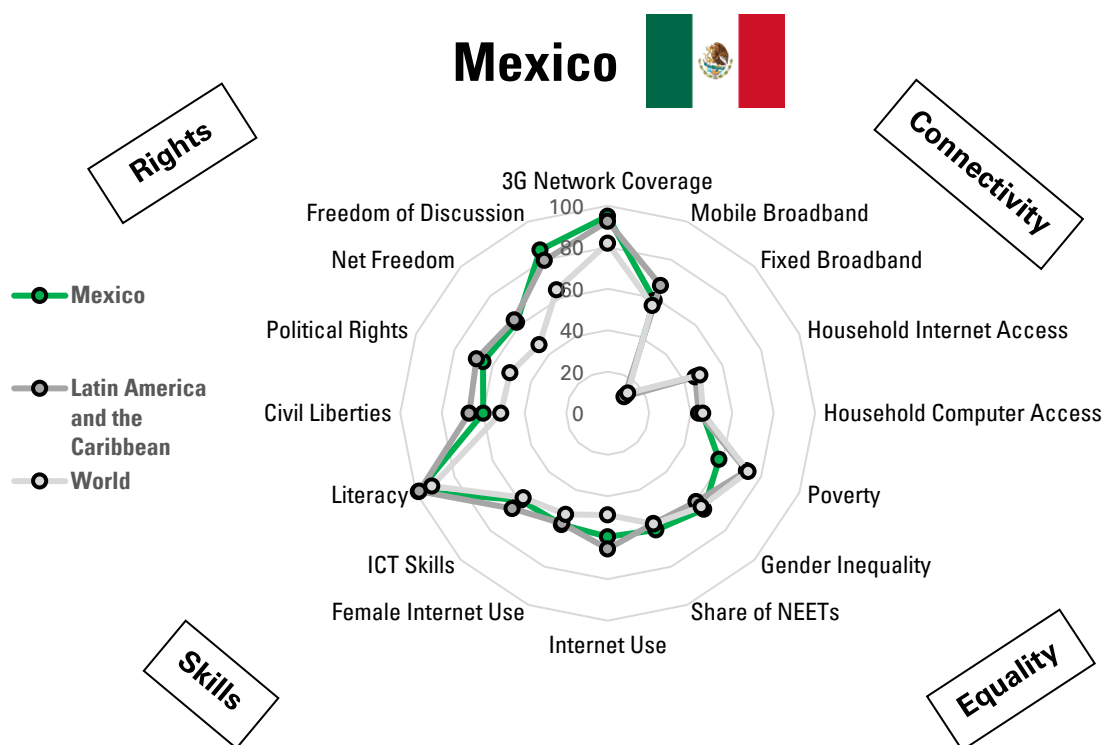 Mexico
Rights
Connectivity
3G Network Coverage
Freedom of Discussion
Mobile Broadband
Net Freedom
Fixed Broadband
Political Rights
Household Internet Access
Civil Liberties
Household Computer Access
Literacy
Poverty
ICT Skills
Gender Inequality
Female Internet Use
Share of NEETs
Internet Use
100
80
60
40
20
0
Mexico
Latin America
and the
Caribbean
World
Skills
Equality